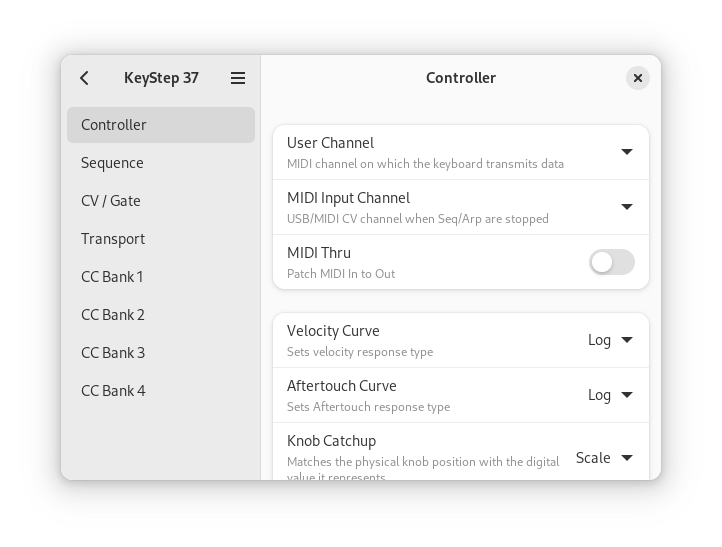 KeyStep 37
Controller
Controller
Sequence
CV / Gate
Transport
CC Bank 1
CC Bank 2
CC Bank 3
CC Bank 4
User Channel
MIDI channel on which the keyboard transmits data
MIDI Input Channel
USB/MIDI CV channel when Seq/Arp are stopped
MIDI Thru
Patch MIDI In to Out
Velocity Curve
Sets velocity response type
Log
Aftertouch Curve
Sets Aftertouch response type
Log
Knob Catchup
Matches the physical knob position with the digital
value it represents
Scale